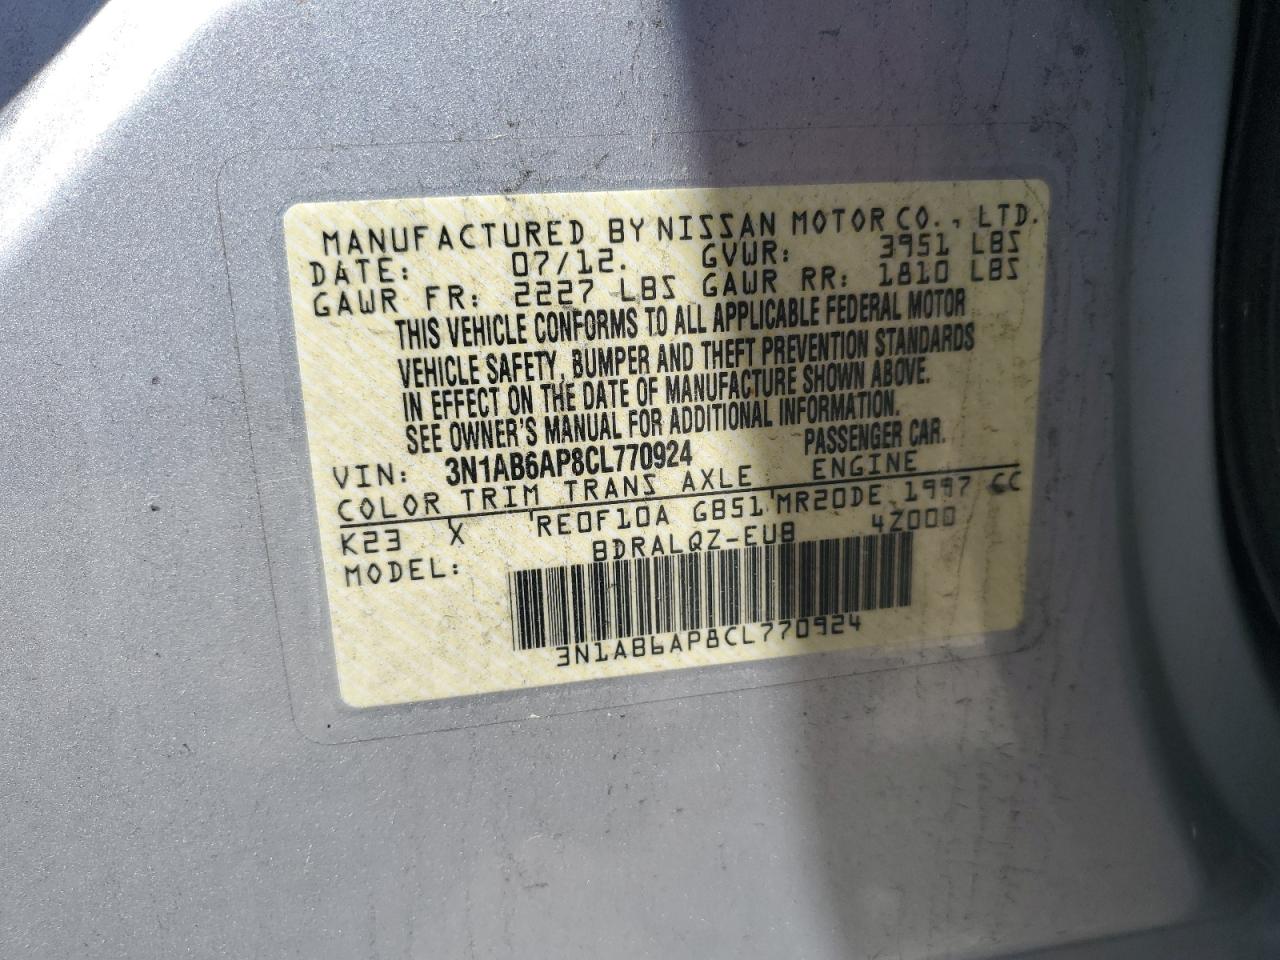 MANUFACTURED BY NISSAN MOTOR CO., LTD.
DATE: 07/12. GVWR: 3951 LBS
GAWR FR: 2227 LBS GAWR RR: 1810 LBS
THIS VEHICLE CONFORMS TO ALL APPLICABLE FEDERAL MOTOR
VEHICLE SAFETY, BUMPER AND THEFT PREVENTION STANDARDS
IN EFFECT ON THE DATE OF MANUFACTURE SHOWN ABOVE.
SEE OWNER'S MANUAL FOR ADDITIONAL INFORMATION.
VIN: 3N1AB6AP8CL770924 PASSENGER CAR.
COLOR TRIM TRANS AXLE ENGINE
K23 X RE0F10A GB51 MR20DE 1997 CC
MODEL: BDRALQZ-EUB 4Z000
3N1AB6AP8CL770924